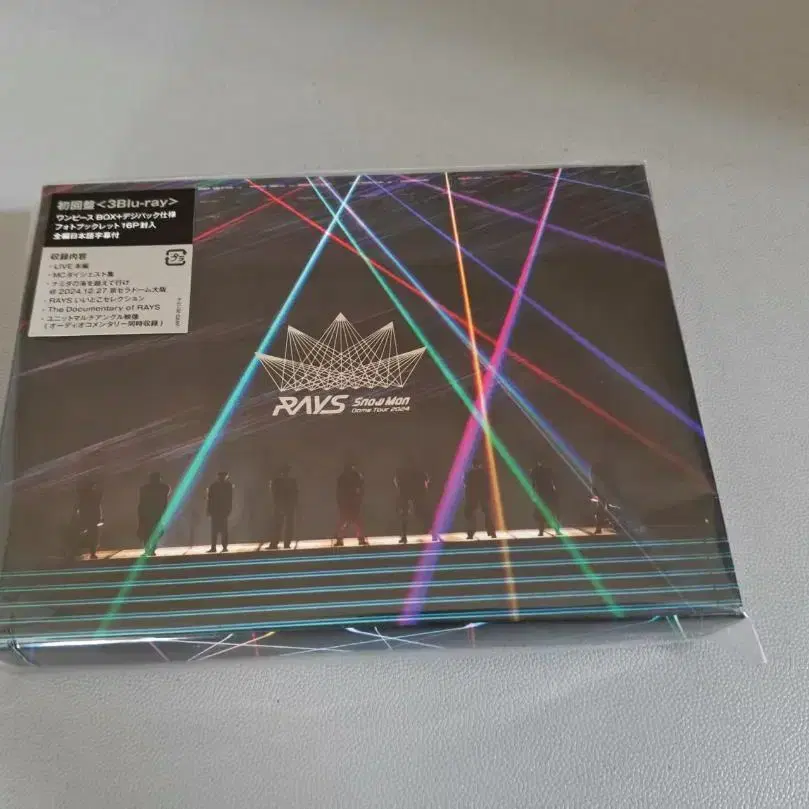 初回盤<3Blu-ray>
ワンピースBOX+デジパック仕様
フォトブックレット16P封入
全編日本語字幕付
収録内容
・LIVE本編
・MCダイジェスト集
・ナミダの海を越えて行け
@ 2024.12.27 京セラドーム大阪
・RAYS いいとこセレクション
・The Documentary of RAYS
・ユニットマルチアングル映像
(オーディオコメンタリー同時収録)
プラ
RAYS Snow Man
Dome Tour 2024